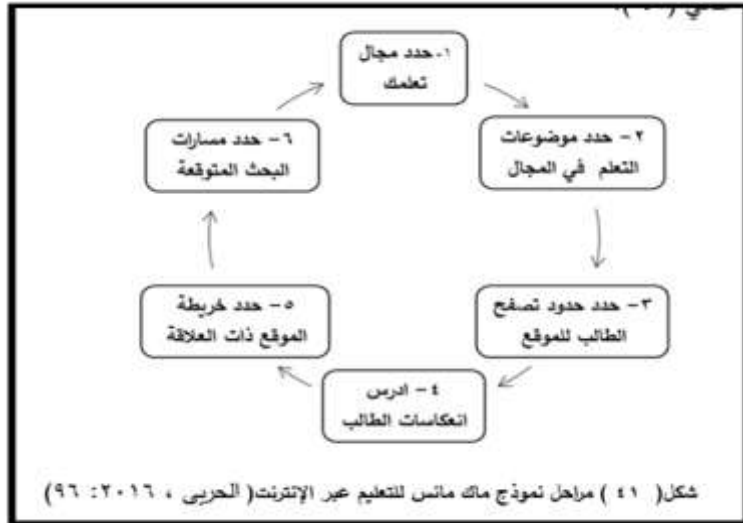 ١- حدد مجال
تعلمك
٢- حدد موضوعات
التعلم في المجال
٣- حدد حدود تصفح
الطالب للموقع
٤- ادرس
انعكاسات الطالب
٥- حدد خريطة
الموقع ذات العلاقة
٦- حدد مسارات
البحث المتوقعة
شكل( ٤١ ) مراحل نموذج ماك مانس للتعليم عبر الإنترنت( الحربى ، ٢٠١٦: ٩٦)